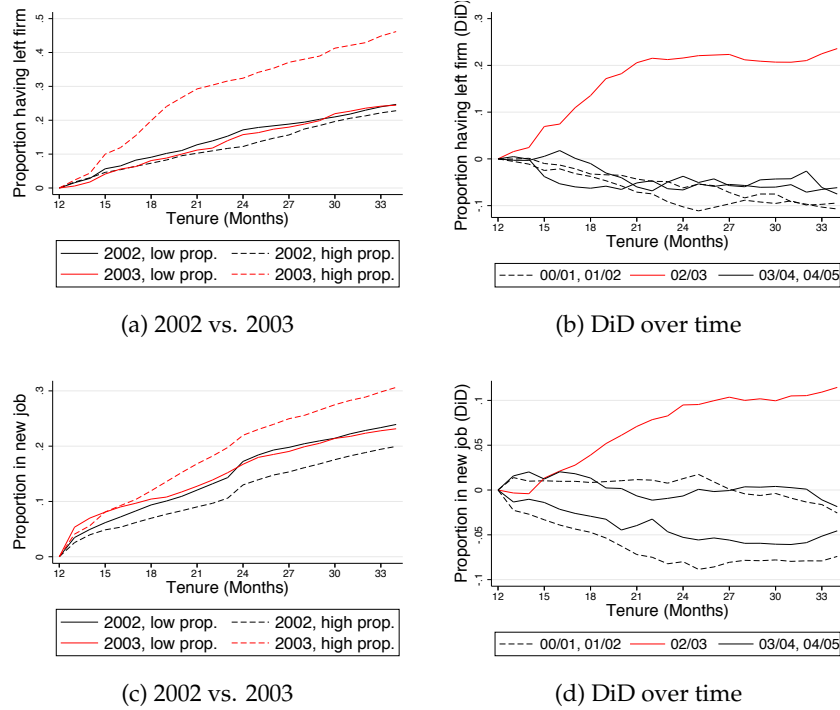 Proportion having left firm
0 .1 .2 .3 .4 .5
12 15 18 21 24 27 30 33
Tenure (Months)
2002, low prop. 2002, high prop.
2003, low prop. 2003, high prop.
(a) 2002 vs. 2003
Proportion having left firm (DiD)
-.1 0 .1 .2 .3
12 15 18 21 24 27 30 33
Tenure (Months)
00/01, 01/02 02/03 03/04, 04/05
(b) DiD over time
Proportion in new job
0 .1 .2 .3
12 15 18 21 24 27 30 33
Tenure (Months)
2002, low prop. 2002, high prop.
2003, low prop. 2003, high prop.
(c) 2002 vs. 2003
Proportion in new job (DiD)
-.1 -.05 0 .05 .1
12 15 18 21 24 27 30 33
Tenure (Months)
00/01, 01/02 02/03 03/04, 04/05
(d) DiD over time